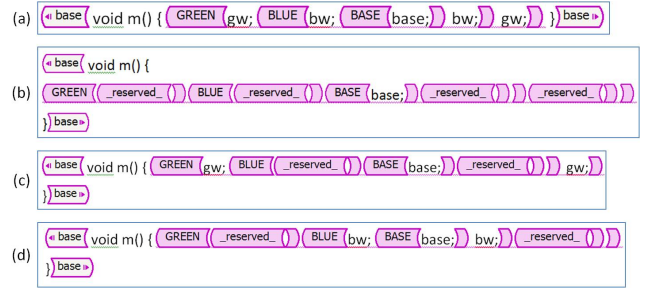 (a) base void m() { GREEN gw; BLUE bw; BASE base; bw; gw; } base
base void m() {
(b) GREEN _reserved_ BLUE _reserved_ BASE base; _reserved_ _reserved_
} base
(c) base void m() { GREEN gw; BLUE _reserved_ BASE base; _reserved_ gw;
} base
(d) base void m() { GREEN _reserved_ BLUE bw; BASE base; bw; _reserved_
} base